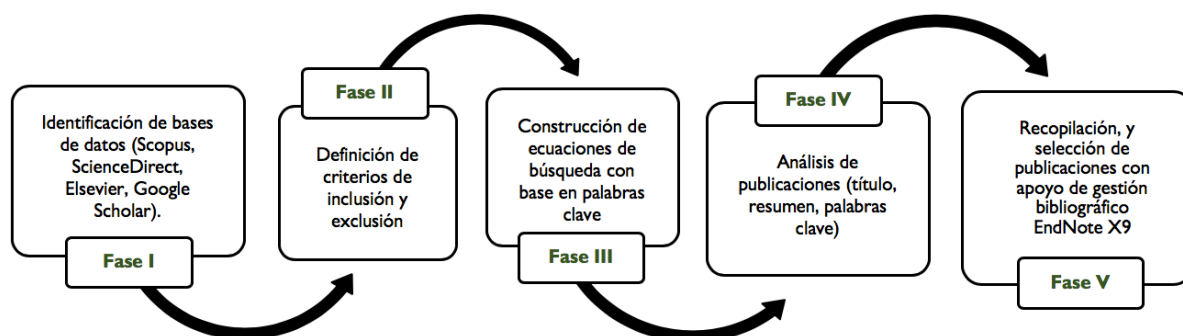 Identificación de bases
de datos (Scopus,
ScienceDirect,
Elsevier, Google
Scholar).
Fase I
Fase II
Definición de
criterios de
inclusión y
exclusión
Construcción de
ecuaciones de
búsqueda con
base en palabras
clave
Fase III
Fase IV
Análisis de
publicaciones (título,
resumen, palabras
clave)
Recopilación, y
selección de
publicaciones con
apoyo de gestión
bibliográfico
EndNote X9
Fase V